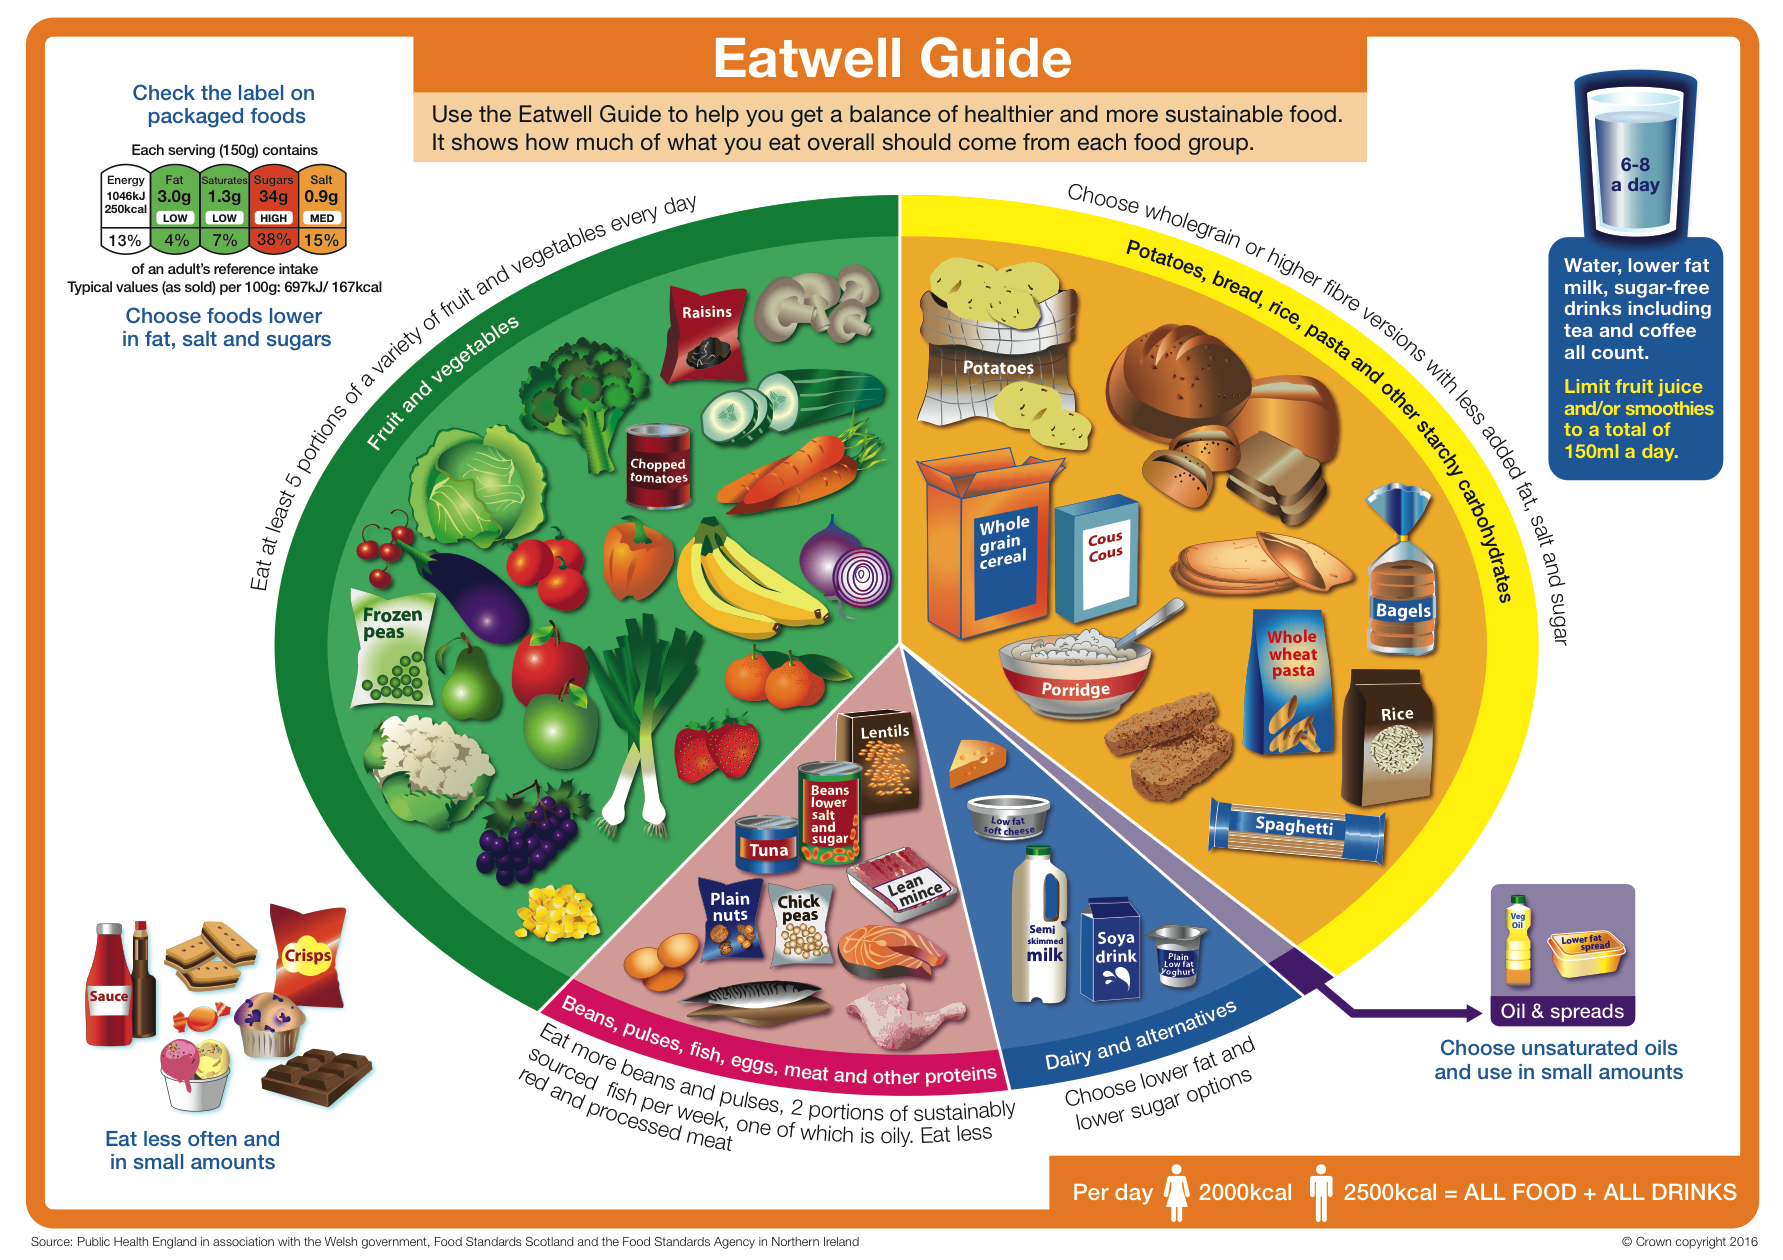 Eatwell Guide
Use the Eatwell Guide to help you get a balance of healthier and more sustainable food.
It shows how much of what you eat overall should come from each food group.
Check the label on
packaged foods
Each serving (150g) contains
Energy
1046kJ
250kcal
13%
Fat
3.0g
LOW
4%
Saturates
1.3g
LOW
7%
Sugars
34g
HIGH
38%
Salt
0.9g
MED
15%
of an adult's reference intake
Typical values (as sold) per 100g: 697kJ/ 167kcal
Choose foods lower
in fat, salt and sugars
6-8
a day
Water, lower fat
milk, sugar-free
drinks including
tea and coffee
all count.
Limit fruit juice
and/or smoothies
to a total of
150ml a day.
Eat at least 5 portions of a variety of fruit and vegetables every day
Fruit and vegetables
Raisins
Chopped
tomatoes
Frozen
peas
Choose wholegrain or higher fibre versions with less added fat, salt and sugar
Potatoes, bread, rice, pasta and other starchy carbohydrates
Potatoes
Whole
grain
cereal
Cous
Cous
Bagels
Porridge
Whole
wheat
pasta
Rice
Spaghetti
Lentils
Beans
lower
salt
and
sugar
Tuna
Plain
nuts
Chick
peas
Lean
mince
Beans, pulses, fish, eggs, meat and other proteins
Eat more beans and pulses, 2 portions of sustainably
sourced fish per week, one of which is oily. Eat less
red and processed meat
Low fat
soft cheese
Semi
skimmed
milk
Soya
drink
Plain
Low fat
yoghurt
Dairy and alternatives
Choose lower fat and
lower sugar options
Veg
Oil
Lower fat
spread
Oil & spreads
Choose unsaturated oils
and use in small amounts
Sauce
Crisps
Eat less often and
in small amounts
Per day 2000kcal 2500kcal = ALL FOOD + ALL DRINKS
Source: Public Health England in association with the Welsh government, Food Standards Scotland and the Food Standards Agency in Northern Ireland
© Crown copyright 2016